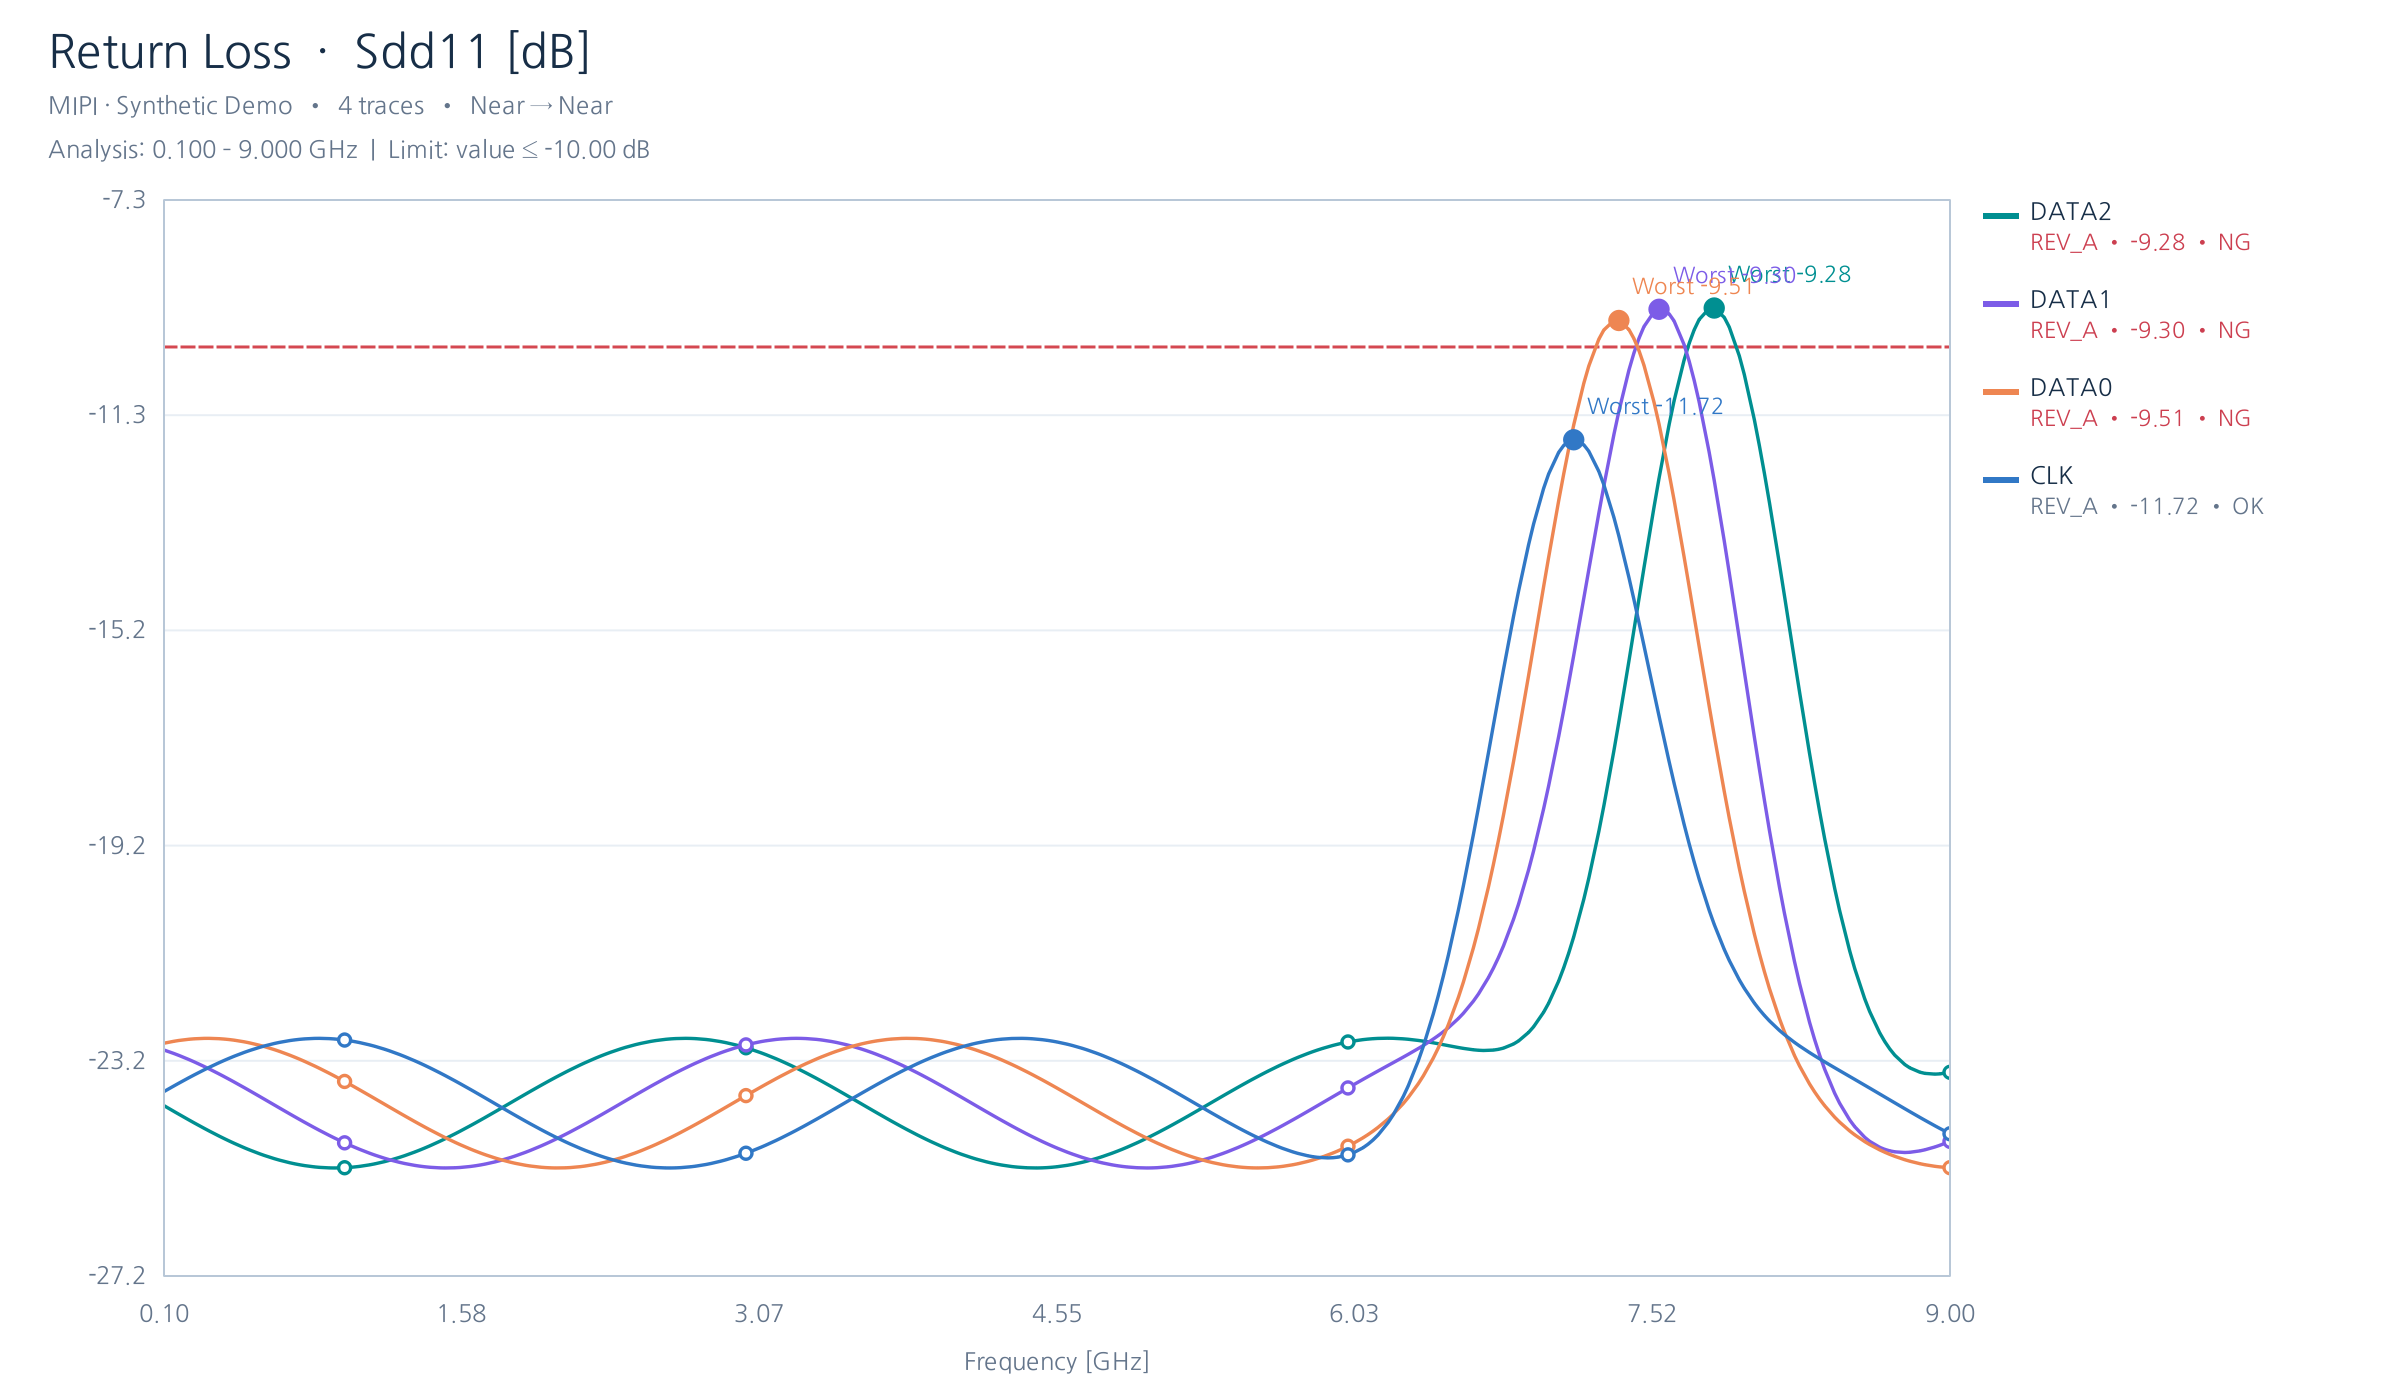 Return Loss · Sdd11 [dB]
MIPI · Synthetic Demo • 4 traces • Near → Near
Analysis: 0.100 - 9.000 GHz | Limit: value ≤ -10.00 dB
-7.3
-11.3
-15.2
-19.2
-23.2
-27.2
0.10
1.58
3.07
4.55
6.03
7.52
9.00
Frequency [GHz]
Worst -9.30
Worst -9.28
Worst -9.51
Worst -11.72
DATA2
REV_A • -9.28 • NG
DATA1
REV_A • -9.30 • NG
DATA0
REV_A • -9.51 • NG
CLK
REV_A • -11.72 • OK